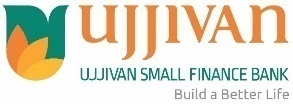 ujjivan
UJJIVAN SMALL FINANCE BANK
Build a Better Life